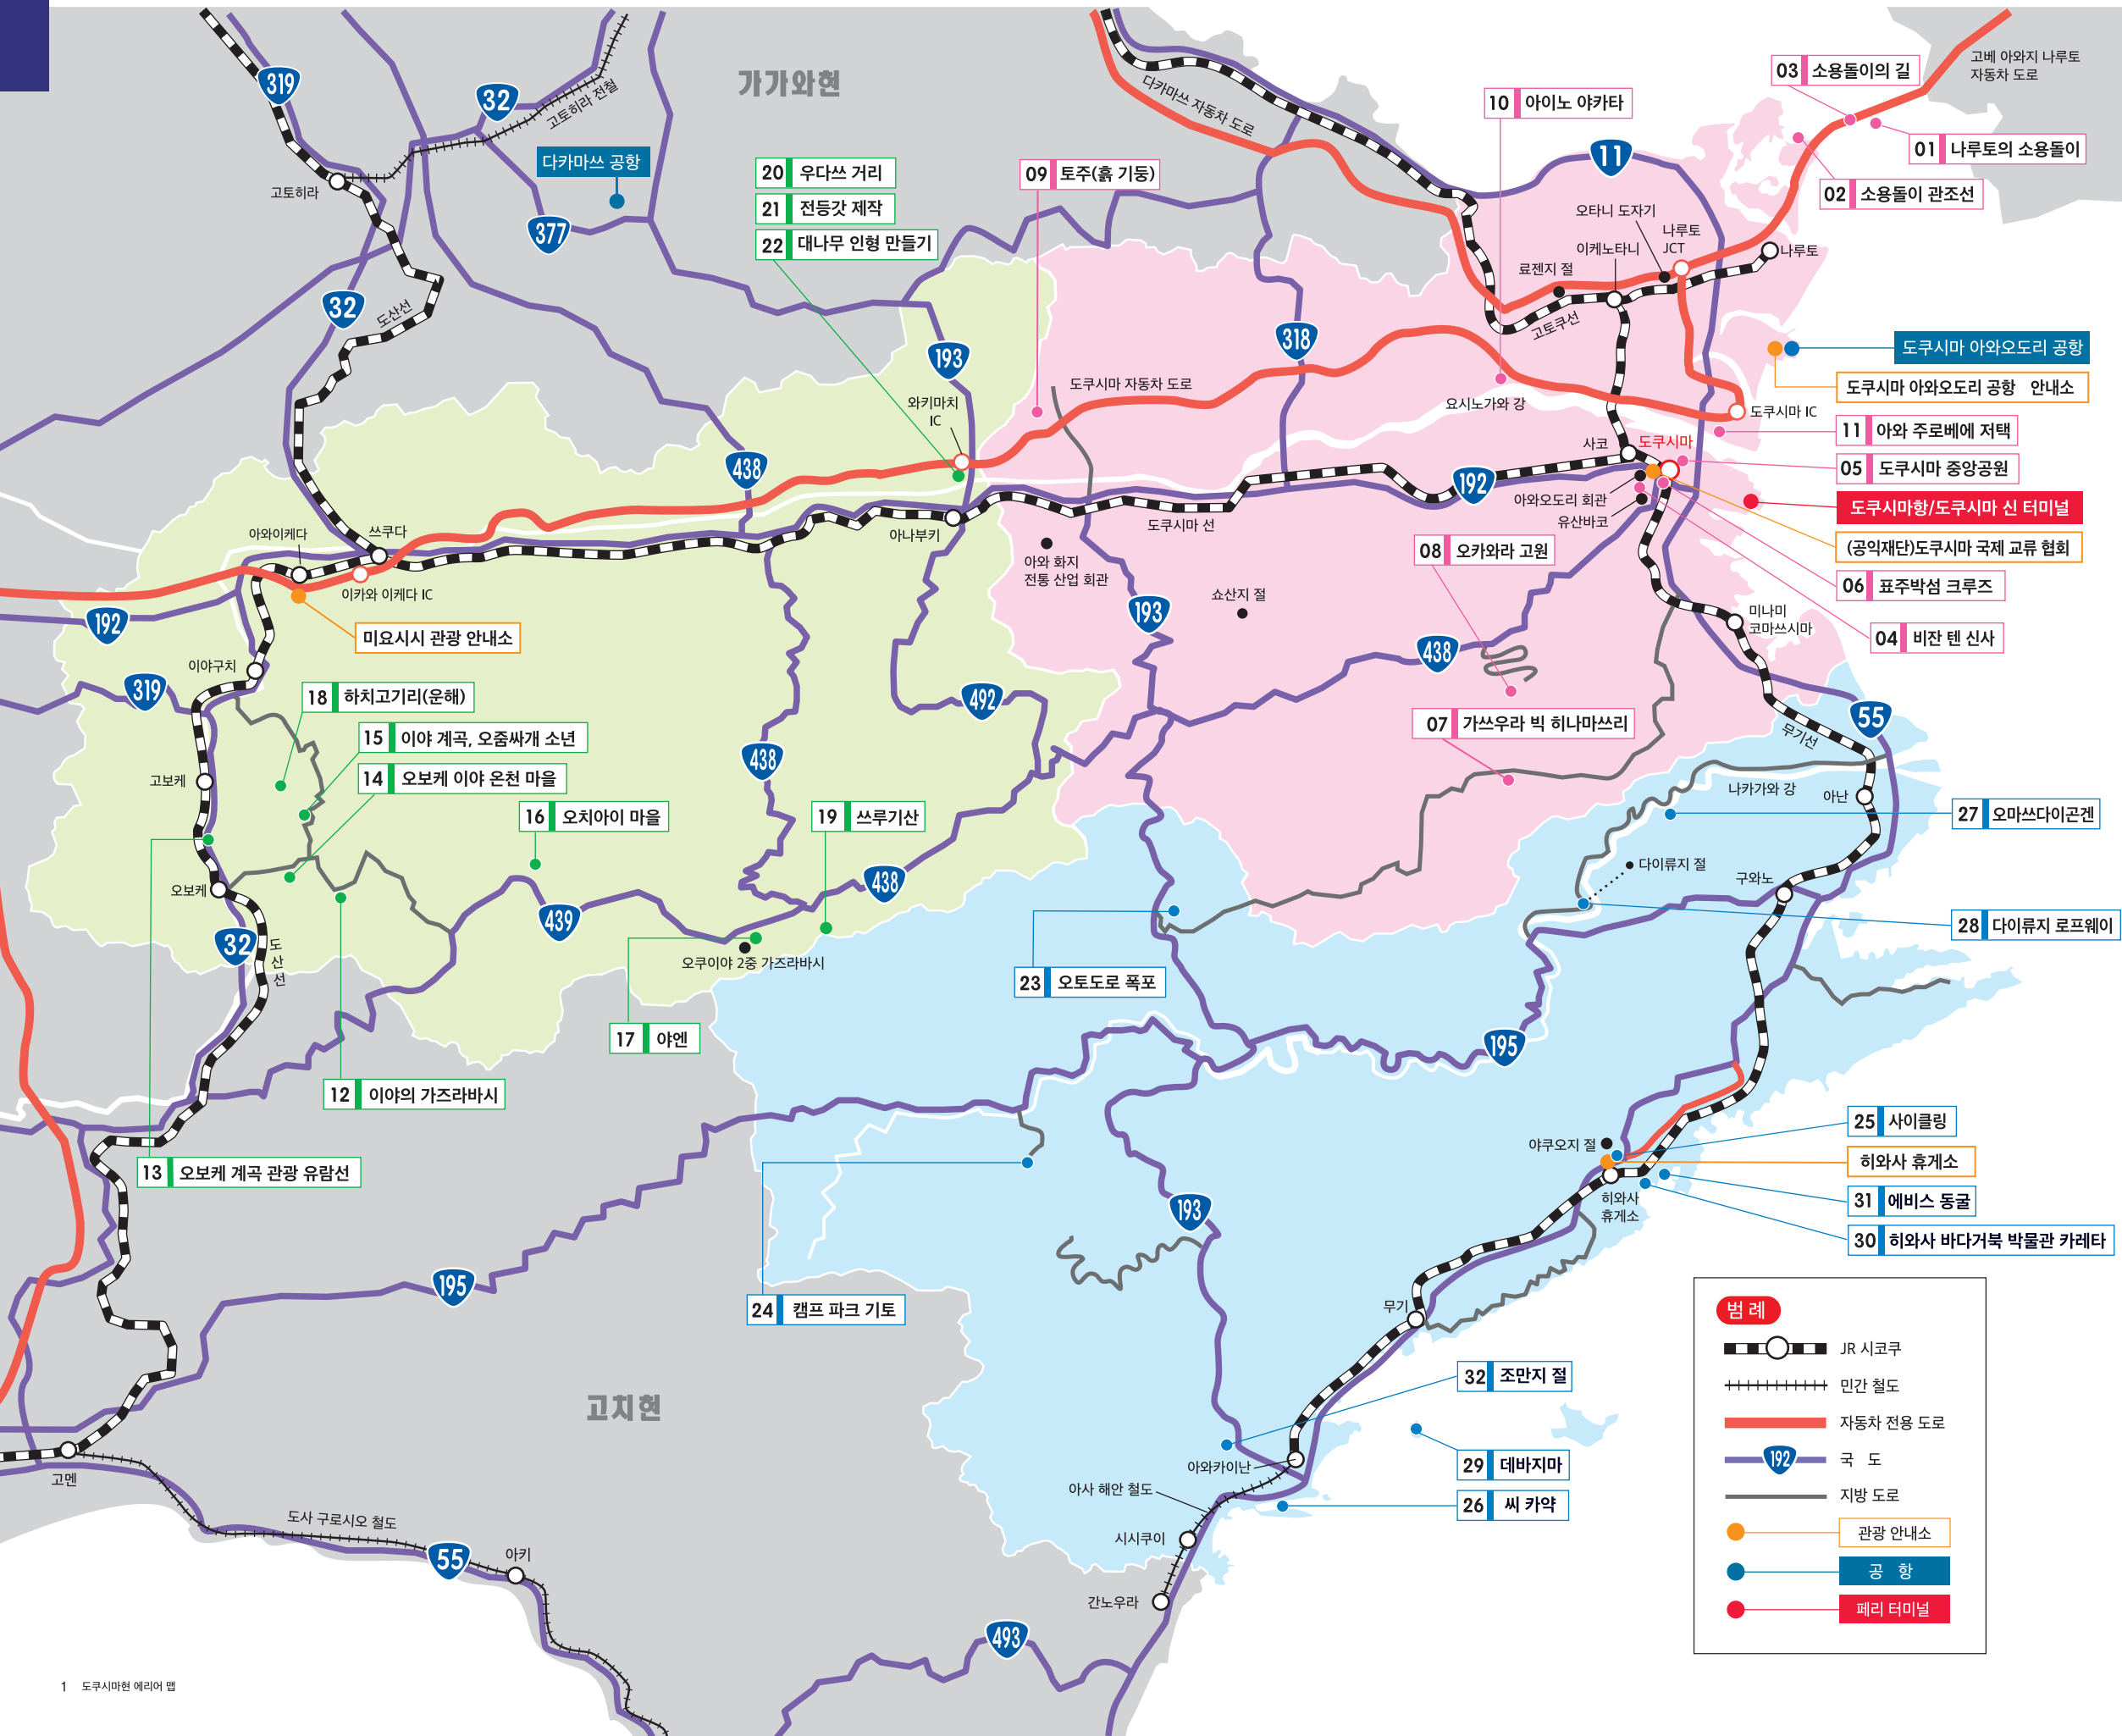 가가와현
고베 아와지 나루토
자동차 도로
03 소용돌이의 길
01 나루토의 소용돌이
02 소용돌이 관조선
10 아이노 야카타
다카마쓰 자동차 도로
11
319
32
고토히라 전철
다카마쓰 공항
377
고토히라
20 우다쓰 거리
21 전등갓 제작
22 대나무 인형 만들기
09 토주(흙 기둥)
오타니 도자기
나루토
JCT
이케노타니
료젠지 절
나루토
고토쿠선
32
도산선
193
318
도쿠시마 아와오도리 공항
도쿠시마 아와오도리 공항 안내소
도쿠시마 자동차 도로
와키마치
IC
요시노가와 강
도쿠시마 IC
11 아와 주로베에 저택
사코
도쿠시마
05 도쿠시마 중앙공원
438
192
아와오도리 회관
유산바코
도쿠시마항/도쿠시마 신 터미널
도쿠시마 선
아나부키
아와이케다
쓰쿠다
(공익재단)도쿠시마 국제 교류 협회
08 오카와라 고원
아와 화지
전통 산업 회관
06 표주박섬 크루즈
쇼산지 절
이카와 이케다 IC
192
193
미나미
코마쓰시마
04 비잔 텐 신사
미요시시 관광 안내소
438
이야구치
319
18 하치고기리(운해)
492
07 가쓰우라 빅 히나마쓰리
55
무기선
15 이야 계곡, 오줌싸개 소년
438
고보케
14 오보케 이야 온천 마을
나카가와 강
아난
16 오치아이 마을
19 쓰루기산
27 오마쓰다이곤겐
다이류지 절
구와노
오보케
438
439
28 다이류지 로프웨이
32
도
산
선
오쿠이야 2중 가즈라바시
23 오토도로 폭포
17 야엔
195
12 이야의 가즈라바시
25 사이클링
야쿠오지 절
히와사 휴게소
13 오보케 계곡 관광 유람선
31 에비스 동굴
히와사
휴게소
193
30 히와사 바다거북 박물관 카레타
195
24 캠프 파크 기토
무기
범 례
JR 시코쿠
민간 철도
자동차 전용 도로
192 국 도
지방 도로
관광 안내소
공 항
페리 터미널
고치현
32 조만지 절
29 데바지마
아와카이난
26 씨 카약
아사 해안 철도
고멘
도사 구로시오 철도
시시쿠이
55
아키
간노우라
493
1 도쿠시마현 에리어 맵